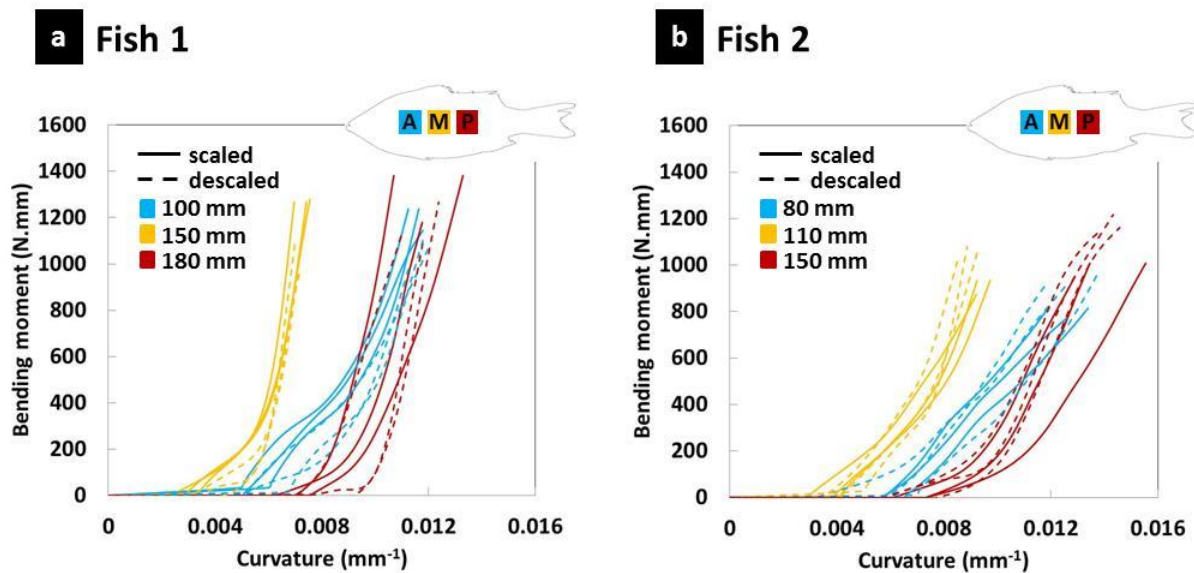 a Fish 1
A M P
1600
1400
1200
1000
800
600
400
200
0
Bending moment (N.mm)
scaled
descaled
100 mm
150 mm
180 mm
0 0.004 0.008 0.012 0.016
Curvature (mm⁻¹)
b Fish 2
A M P
1600
1400
1200
1000
800
600
400
200
0
Bending moment (N.mm)
scaled
descaled
80 mm
110 mm
150 mm
0 0.004 0.008 0.012 0.016
Curvature (mm⁻¹)